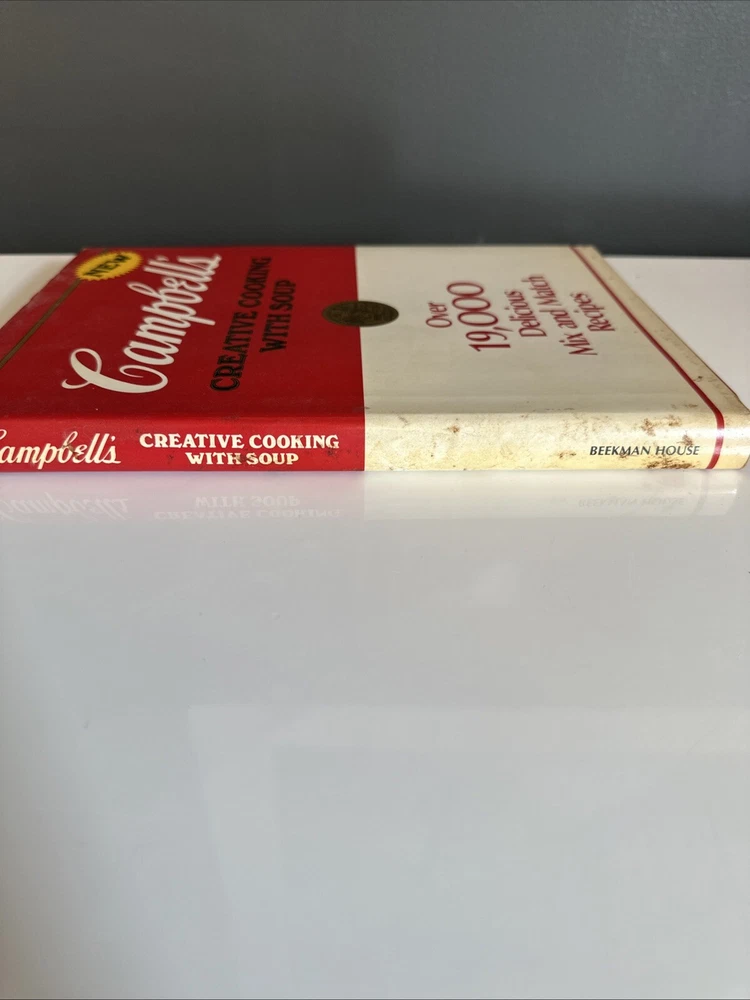 NEW
Campbell's
CREATIVE COOKING
WITH SOUP
Over
19,000
Delicious
Mix and Match
Recipes
Campbell's
CREATIVE COOKING
WITH SOUP
BEEKMAN HOUSE